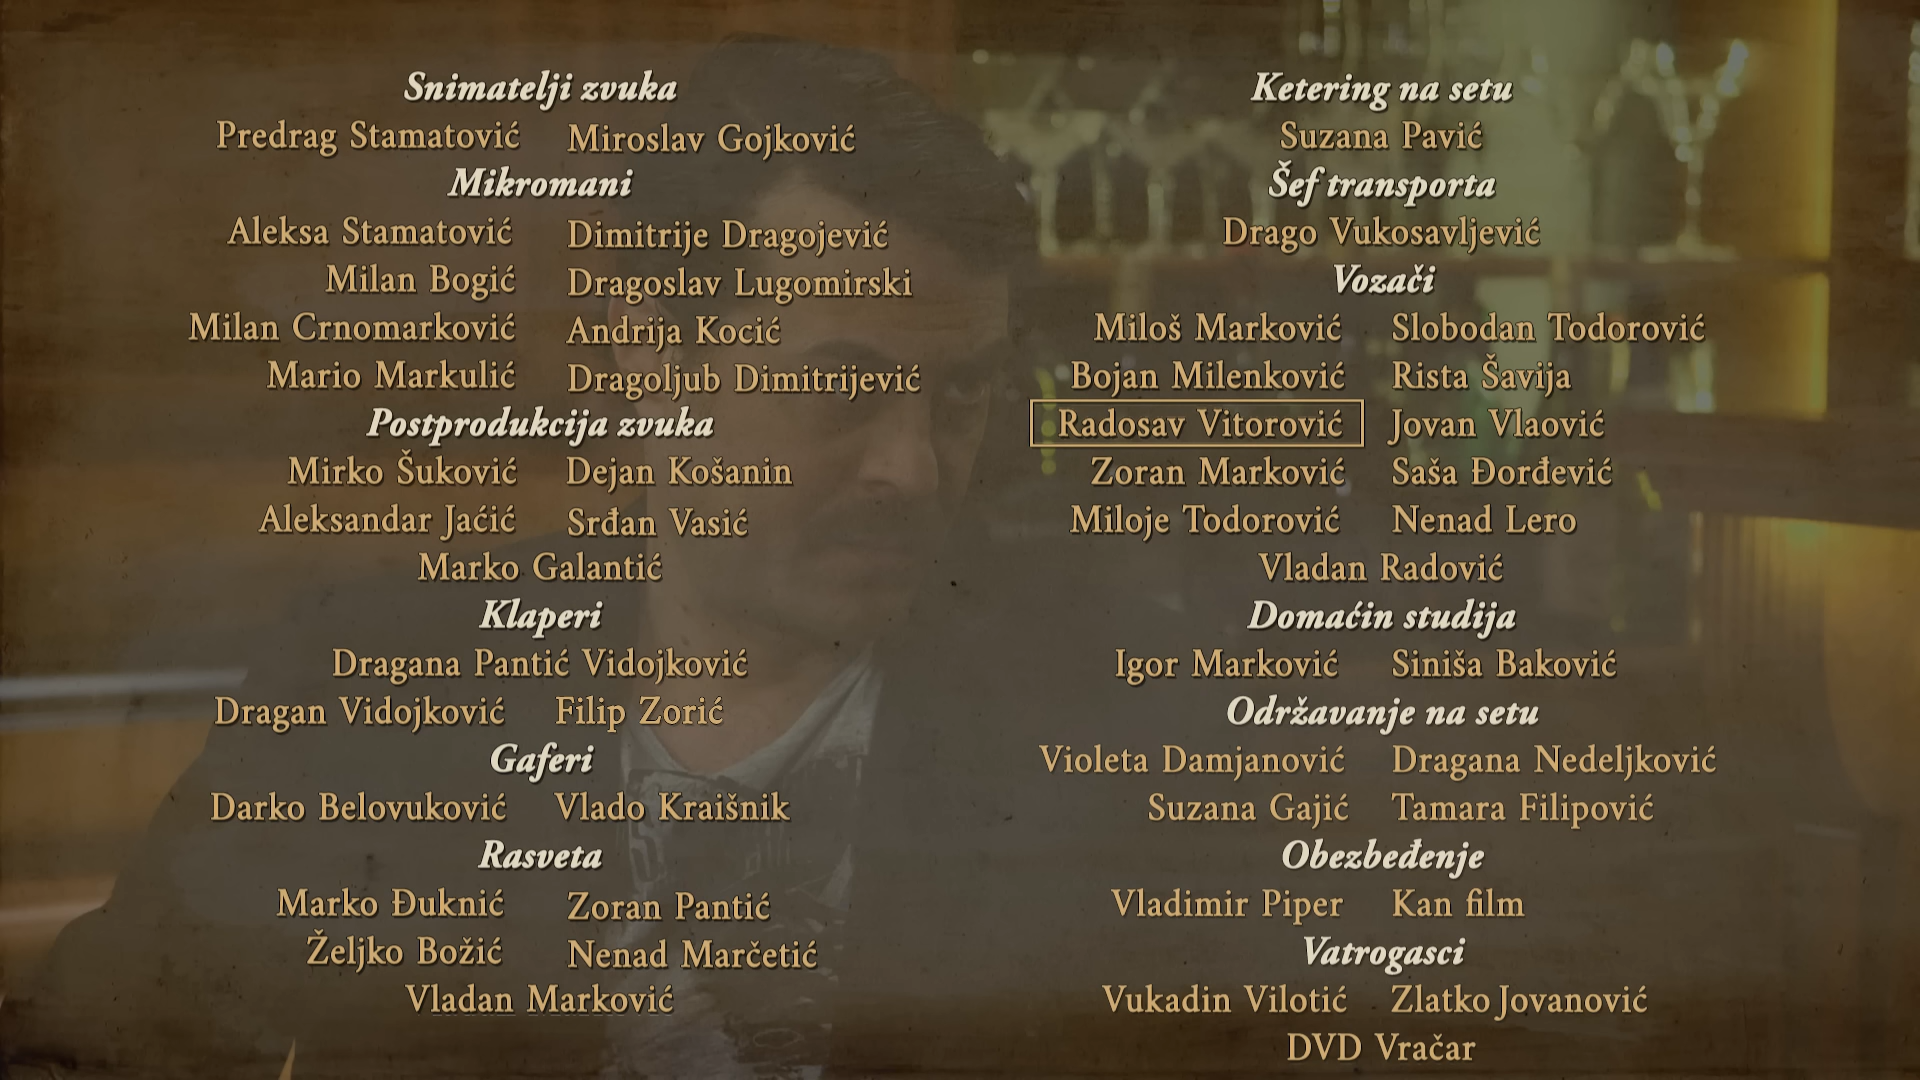 Snimatelji zvuka
Predrag Stamatović Miroslav Gojković
Mikromani
Aleksa Stamatović Dimitrije Dragojević
Milan Bogić Dragoslav Lugomirski
Milan Crnomarković Andrija Kocić
Mario Markulić Dragoljub Dimitrijević
Postprodukcija zvuka
Mirko Šuković Dejan Košanin
Aleksandar Jaćić Srđan Vasić
Marko Galantić
Klaperi
Dragana Pantić Vidojković
Dragan Vidojković Filip Zorić
Gaferi
Darko Belovuković Vlado Kraišnik
Rasveta
Marko Đuknić Zoran Pantić
Željko Božić Nenad Marčetić
Vladan Marković
Ketering na setu
Suzana Pavić
Šef transporta
Drago Vukosavljević
Vozači
Miloš Marković Slobodan Todorović
Bojan Milenković Rista Šavija
Radosav Vitorović Jovan Vlaović
Zoran Marković Saša Đorđević
Miloje Todorović Nenad Lero
Vladan Radović
Domaćin studija
Igor Marković Siniša Baković
Održavanje na setu
Violeta Damjanović Dragana Nedeljković
Suzana Gajić Tamara Filipović
Obezbeđenje
Vladimir Piper Kan film
Vatrogasci
Vukadin Vilotić Zlatko Jovanović
DVD Vračar